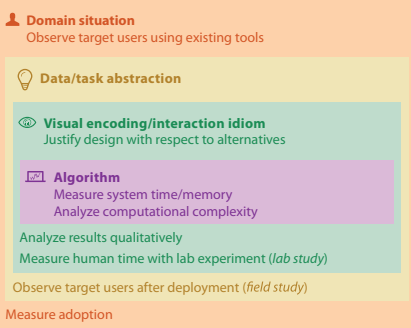 Domain situation
Observe target users using existing tools
Data/task abstraction
Visual encoding/interaction idiom
Justify design with respect to alternatives
Algorithm
Measure system time/memory
Analyze computational complexity
Analyze results qualitatively
Measure human time with lab experiment (lab study)
Observe target users after deployment (field study)
Measure adoption